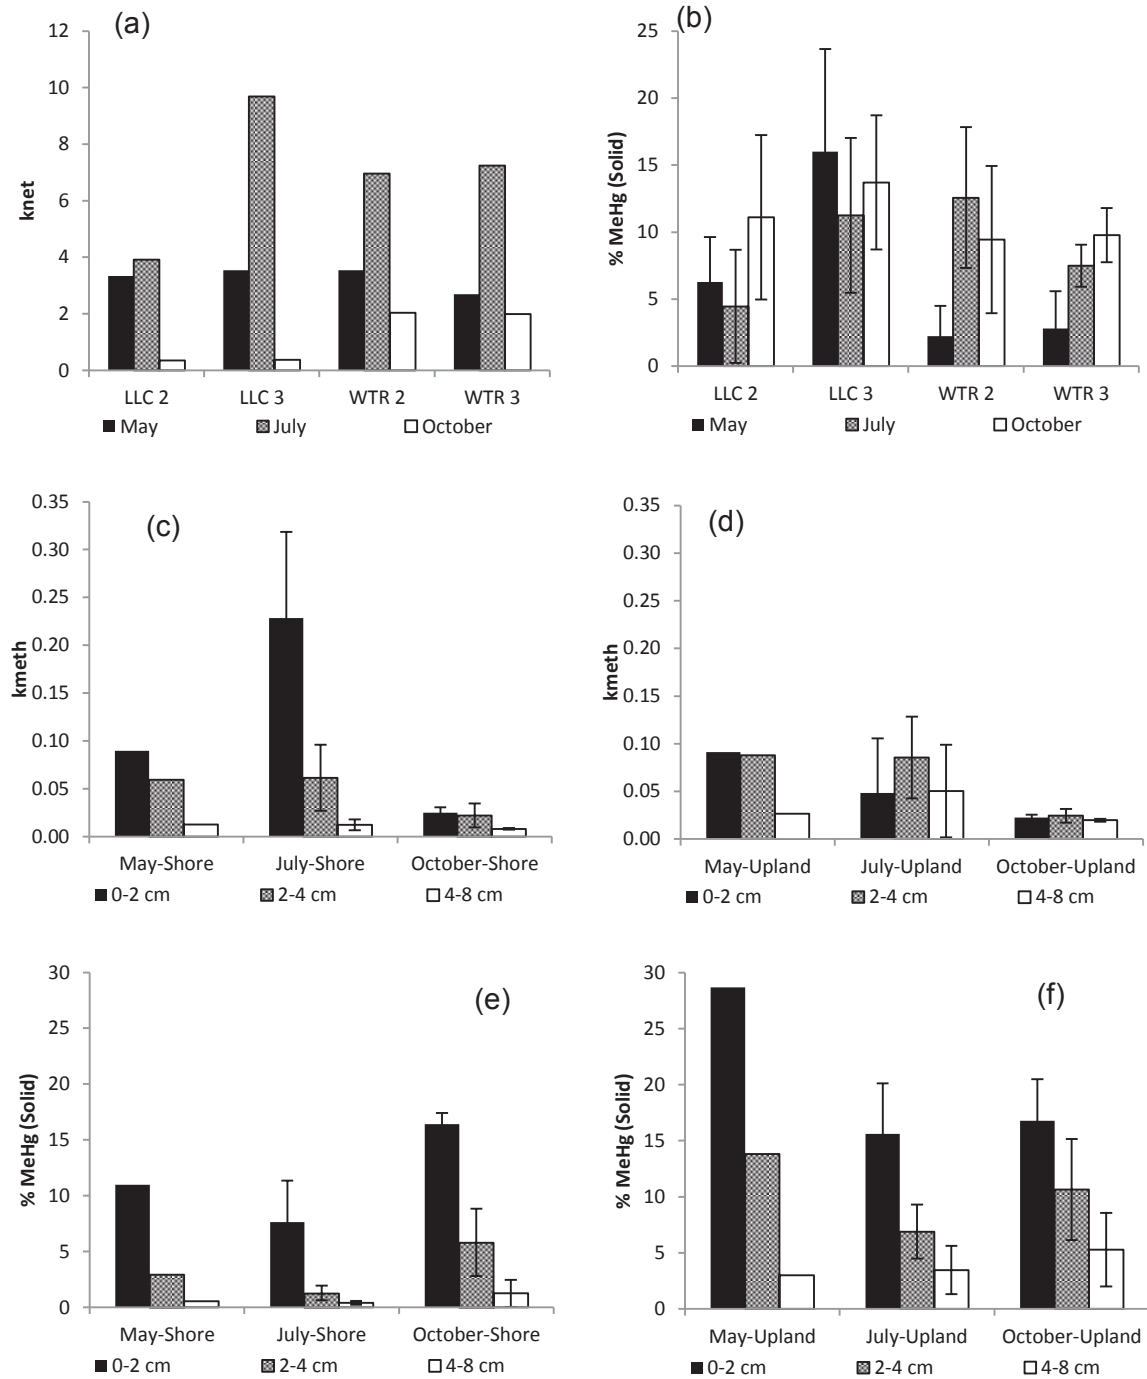 (a)
12
10
8
6
4
2
0
knet
LLC 2 LLC 3 WTR 2 WTR 3
May July October
(b)
25
20
15
10
5
0
% MeHg (Solid)
LLC 2 LLC 3 WTR 2 WTR 3
May July October
(c)
0.35
0.30
0.25
0.20
0.15
0.10
0.05
0.00
kmeth
May-Shore July-Shore October-Shore
0-2 cm 2-4 cm 4-8 cm
(d)
0.35
0.30
0.25
0.20
0.15
0.10
0.05
0.00
kmeth
May-Upland July-Upland October-Upland
0-2 cm 2-4 cm 4-8 cm
(e)
30
25
20
15
10
5
0
% MeHg (Solid)
May-Shore July-Shore October-Shore
0-2 cm 2-4 cm 4-8 cm
(f)
30
25
20
15
10
5
0
% MeHg (Solid)
May-Upland July-Upland October-Upland
0-2 cm 2-4 cm 4-8 cm